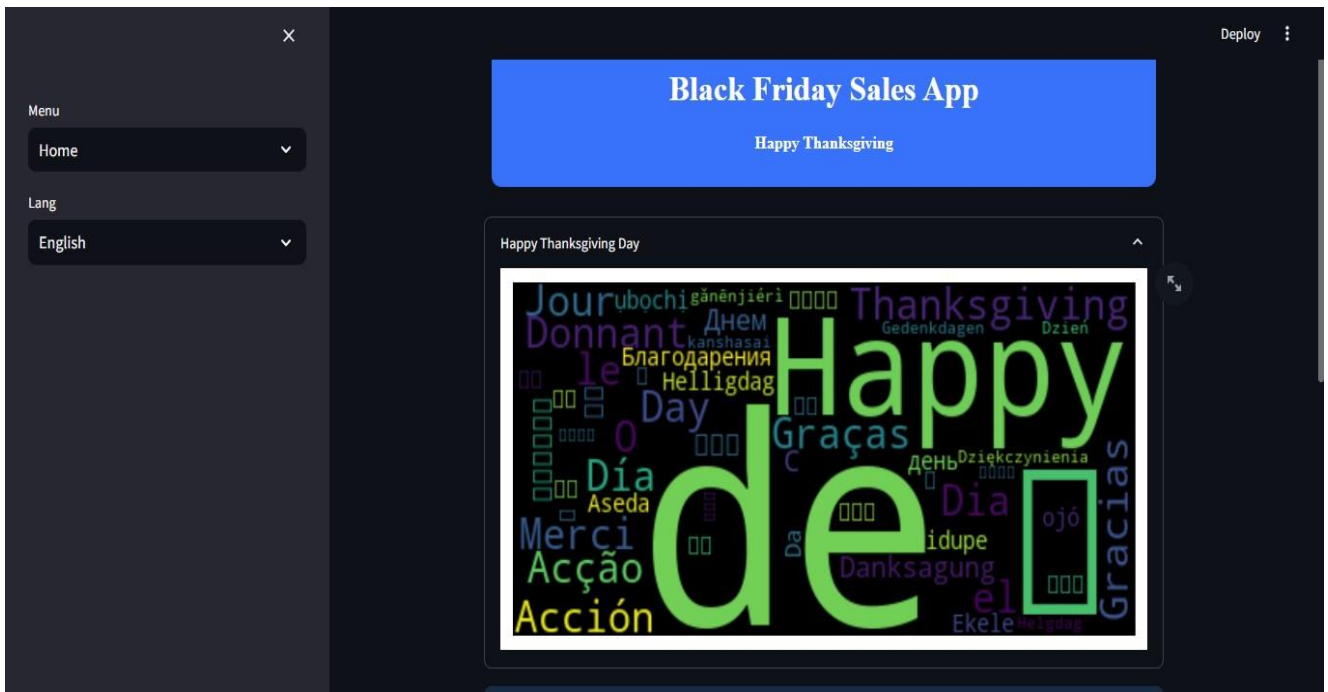 Deploy
Menu
Home
Lang
English
Black Friday Sales App
Happy Thanksgiving
Happy Thanksgiving Day
Jour
ụbọchị
gǎnēnjiérì
Thanksgiving
Donnant
Днем
Gedenkdagen
Dzień
kanshasai
Благодарения
Happy
le
Helligdag
Day
O
Graças
C
день
Dziękczynienia
Día
Aseda
de
Dia
ojó
Gracias
Merci
Da
idupe
Acção
Danksagung
el
Acción
Ekele
Helgdag